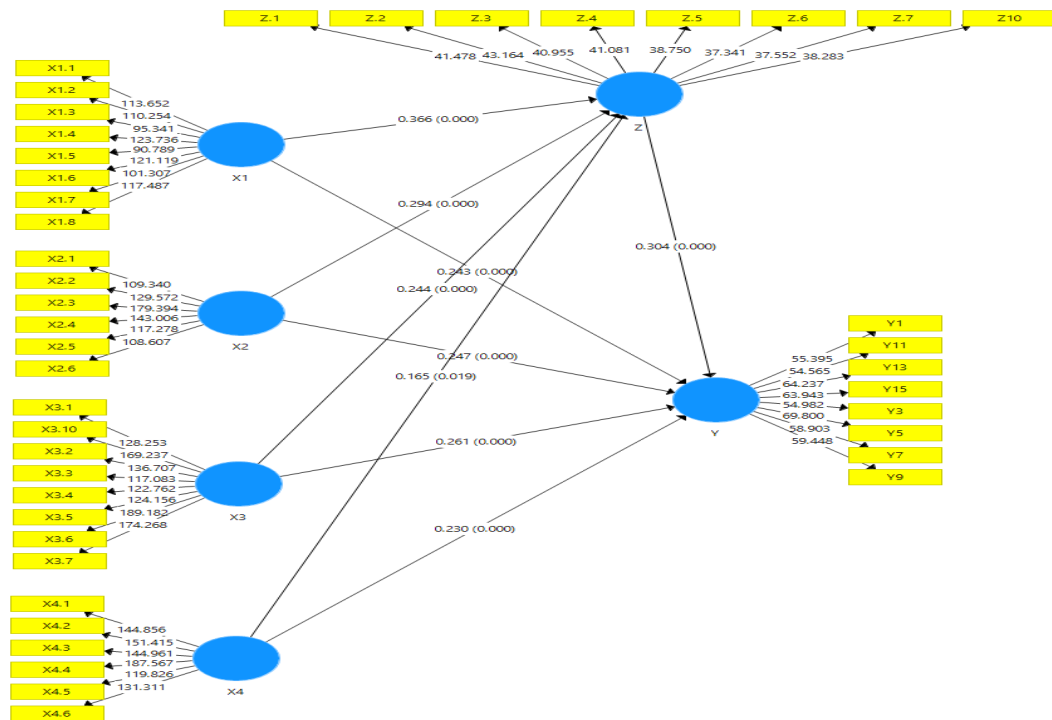 Z.1 Z.2 Z.3 Z.4 Z.5 Z.6 Z.7 Z10
41.478 43.164 40.955 41.081 38.750 37.341 37.552 38.283
Z
X1.1
X1.2
X1.3
X1.4
X1.5
X1.6
X1.7
X1.8
113.652
110.254
95.341
123.736
90.789
121.119
101.307
117.487
X1
0.366 (0.000)
X2.1
X2.2
X2.3
X2.4
X2.5
X2.6
109.340
129.572
179.394
143.006
117.278
108.607
X2
0.294 (0.000)
0.243 (0.000)
0.244 (0.000)
0.304 (0.000)
0.247 (0.000)
0.165 (0.019)
X3.1
X3.10
X3.2
X3.3
X3.4
X3.5
X3.6
X3.7
128.253
169.237
136.707
117.083
122.762
124.156
189.182
174.268
X3
0.261 (0.000)
0.230 (0.000)
X4.1
X4.2
X4.3
X4.4
X4.5
X4.6
144.856
151.415
144.961
187.567
119.826
131.311
X4
Y
55.395
54.565
64.237
63.943
54.982
69.800
58.903
59.448
Y1
Y11
Y13
Y15
Y3
Y5
Y7
Y9